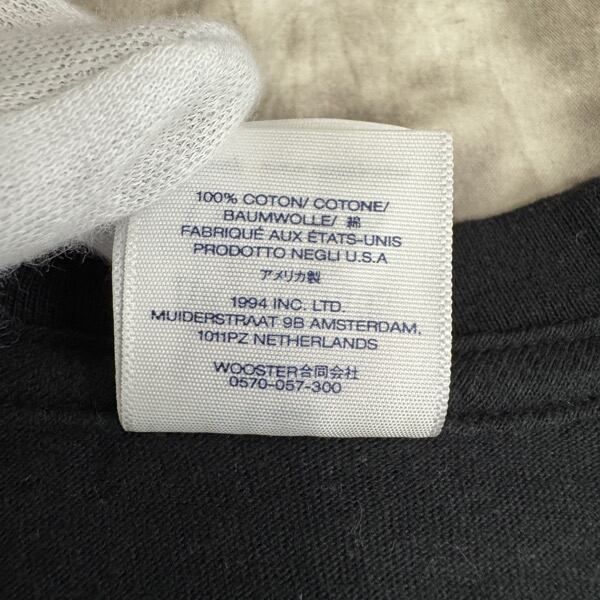 100% COTTON/ COTONE/
BAUMWOLLE/ 綿
FABRIQUÉ AUX ÉTATS-UNIS
PRODOTTO NEGLI U.S.A
アメリカ製
1994 INC. LTD.
MUIDERSTRAAT 9B AMSTERDAM,
1011PZ NETHERLANDS
WOOSTER合同会社
0570-057-300